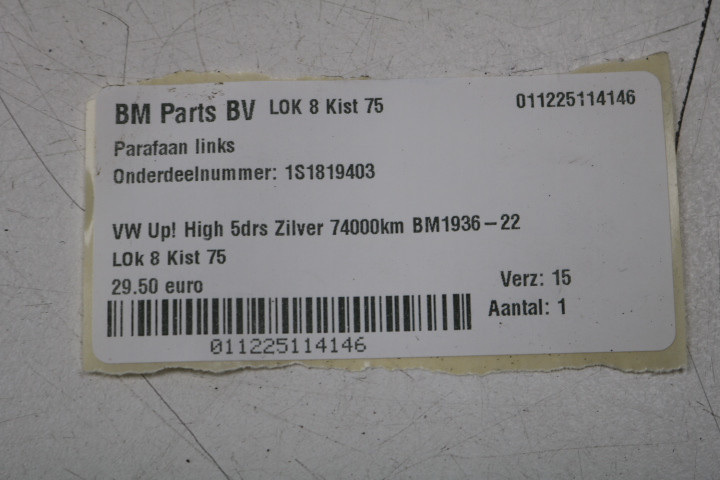 BM Parts BV LOK 8 Kist 75 011225114146
Parafaan links
Onderdeelnummer: 1S1819403
VW Up! High 5drs Zilver 74000km BM1936-22
LOk 8 Kist 75
29.50 euro Verz: 15
Aantal: 1
011225114146